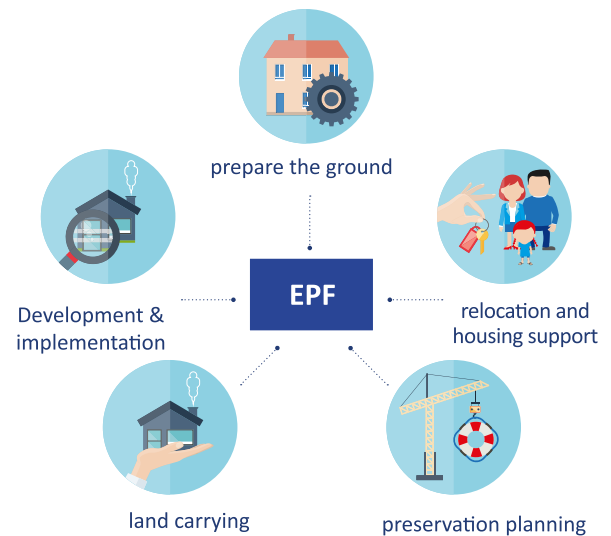 prepare the ground
Development &
implementation
EPF
relocation and
housing support
land carrying
preservation planning